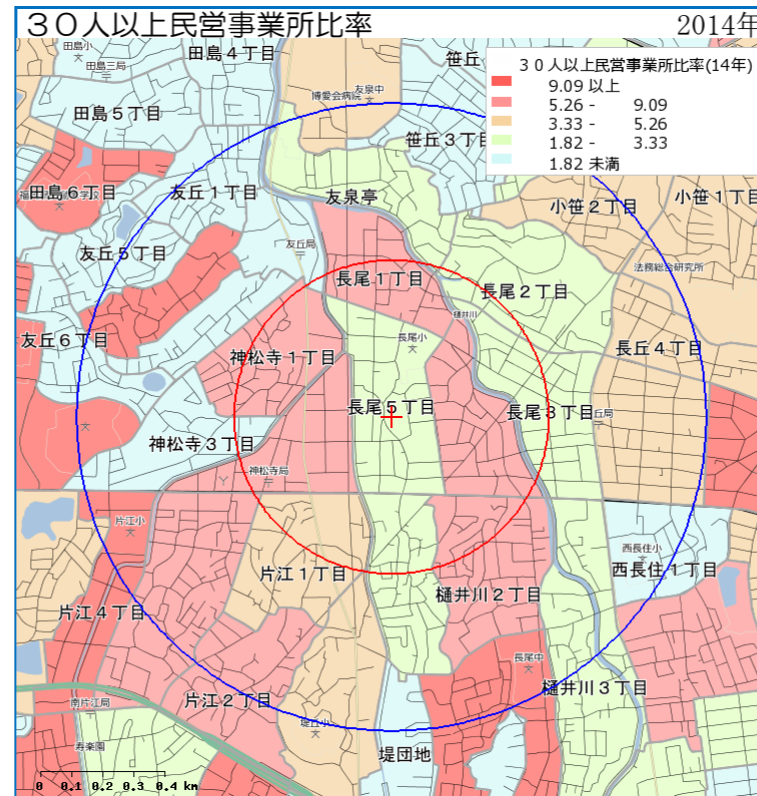 ３０人以上民営事業所比率
2014年
３０人以上民営事業所比率(14年)
9.09 以上
5.26 - 9.09
3.33 - 5.26
1.82 - 3.33
1.82 未満
田島小
田島三局
田島４丁目
笹丘
友泉中
博愛会病院
田島５丁目
笹丘３丁目
田島６丁目
友丘１丁目
友泉亭
小笹２丁目
小笹１丁目
友丘５丁目
友丘局
法務総合研究所
長尾１丁目
長尾２丁目
樋井川
友丘６丁目
長尾小
神松寺１丁目
長丘４丁目
長尾５丁目
長尾３丁目
丘局
神松寺３丁目
神松寺局
片江小
西長住小
片江１丁目
西長住１丁目
樋井川２丁目
片江４丁目
長尾中
樋井川３丁目
片江２丁目
南片江局
堤丘小
寿楽園
堤団地
0 0.1 0.2 0.3 0.4 km